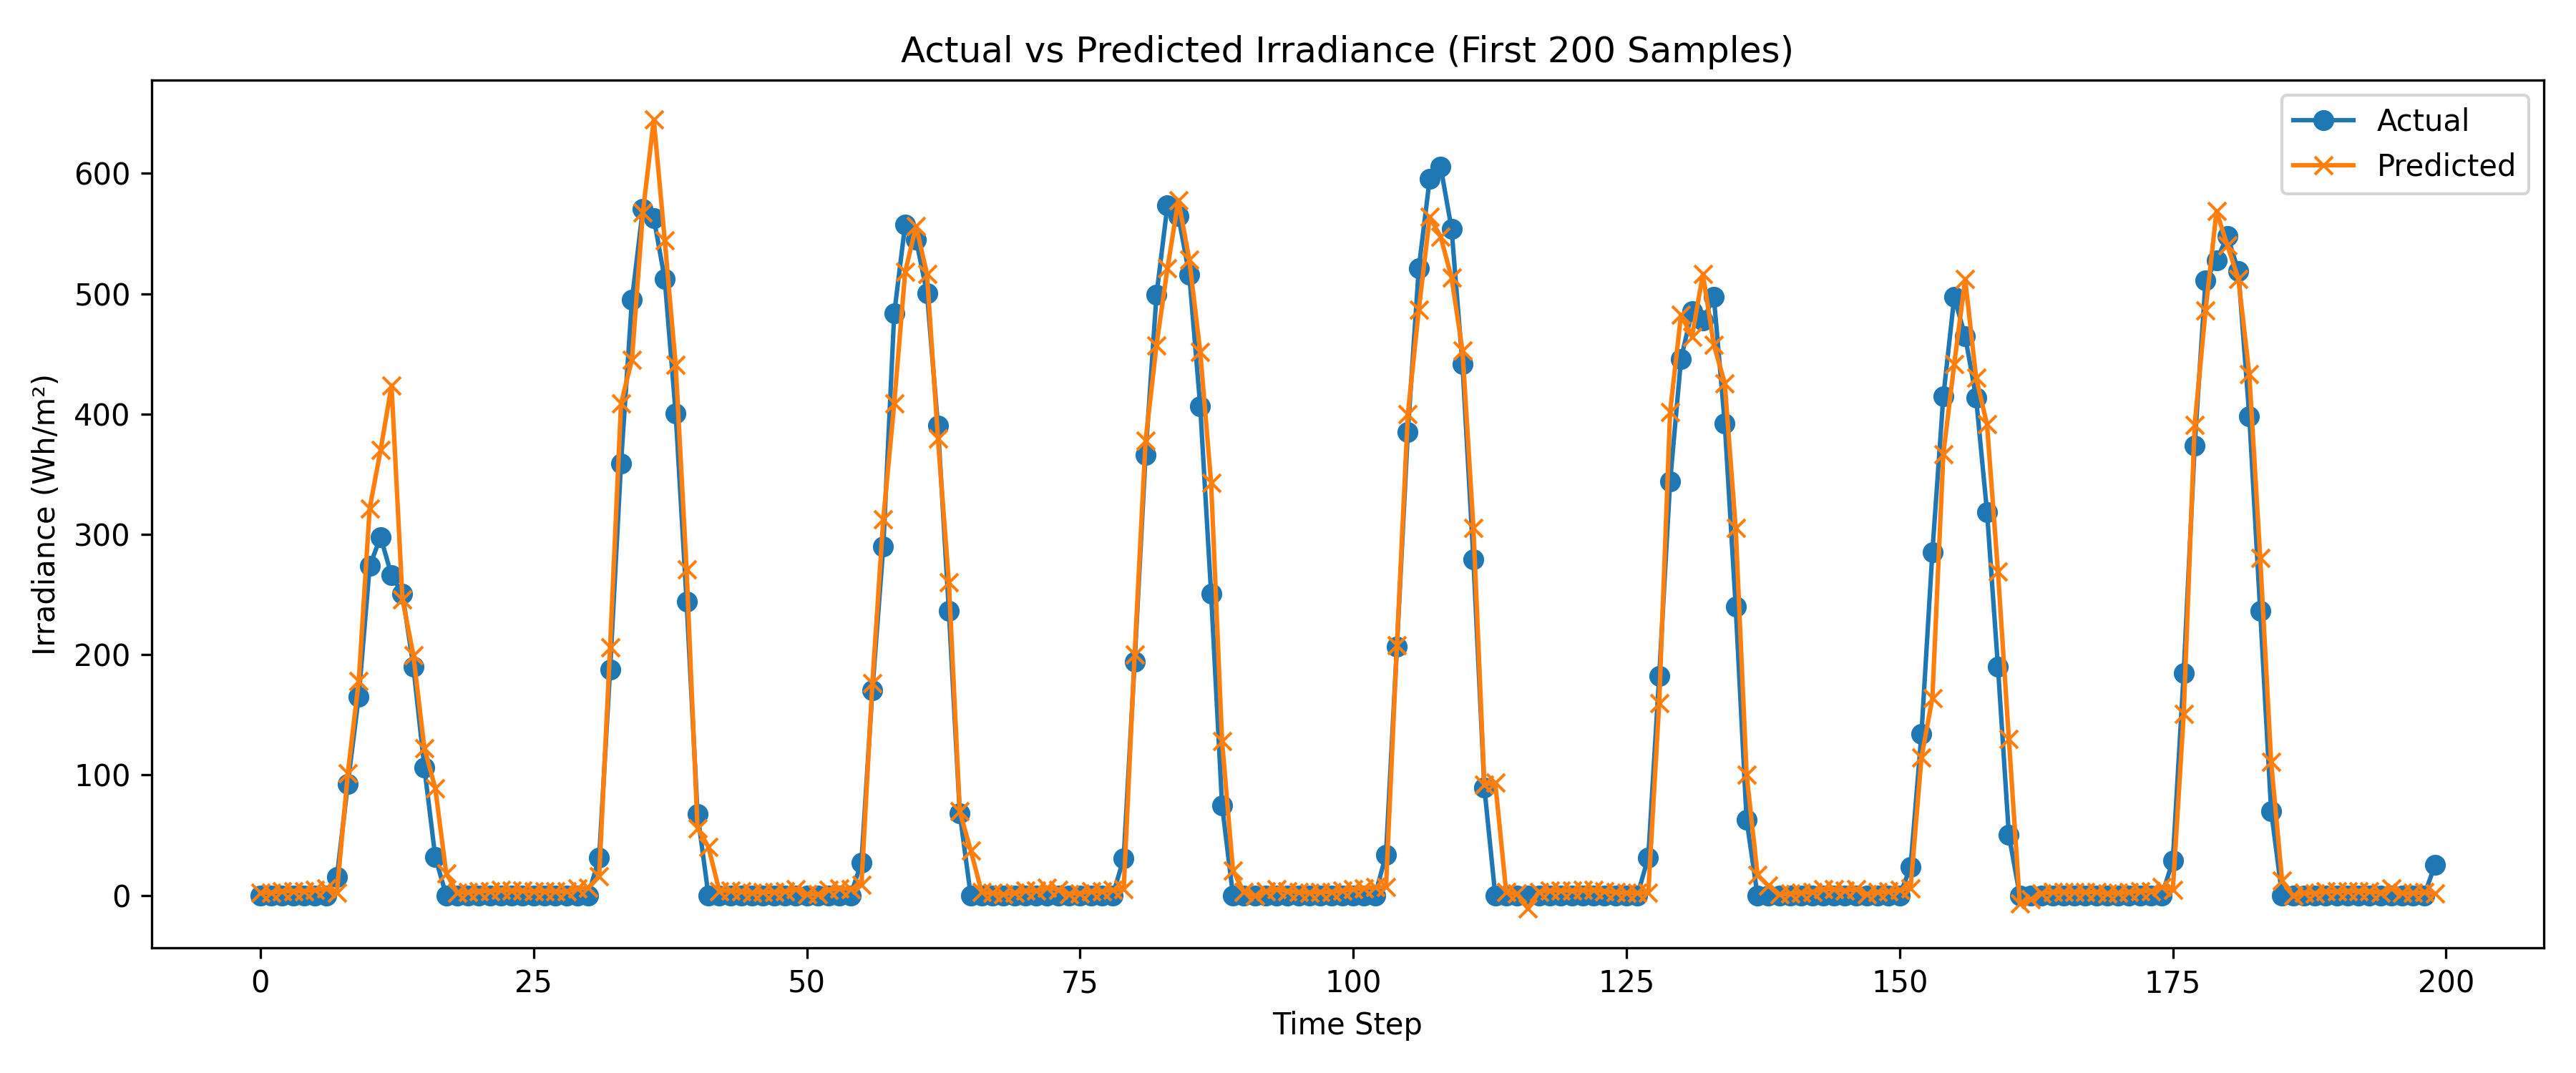 Actual vs Predicted Irradiance (First 200 Samples)
Actual
Predicted
Irradiance (Wh/m²)
600
500
400
300
200
100
0
0 25 50 75 100 125 150 175 200
Time Step